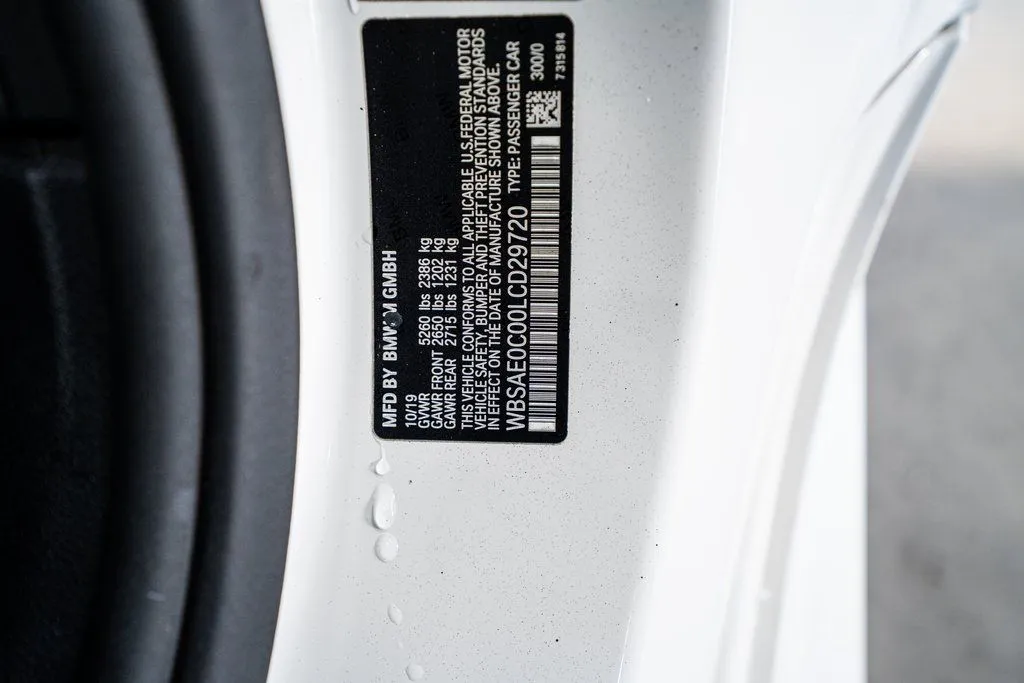 MFD BY BMW M GMBH
10/19
GVWR 5260 lbs 2386 kg
GAWR FRONT 2650 lbs 1202 kg
GAWR REAR 2715 lbs 1231 kg
THIS VEHICLE CONFORMS TO ALL APPLICABLE U.S.FEDERAL MOTOR
VEHICLE SAFETY, BUMPER AND THEFT PREVENTION STANDARDS
IN EFFECT ON THE DATE OF MANUFACTURE SHOWN ABOVE.
WBSAE0C00LCD29720 TYPE: PASSENGER CAR
300/0
7315814